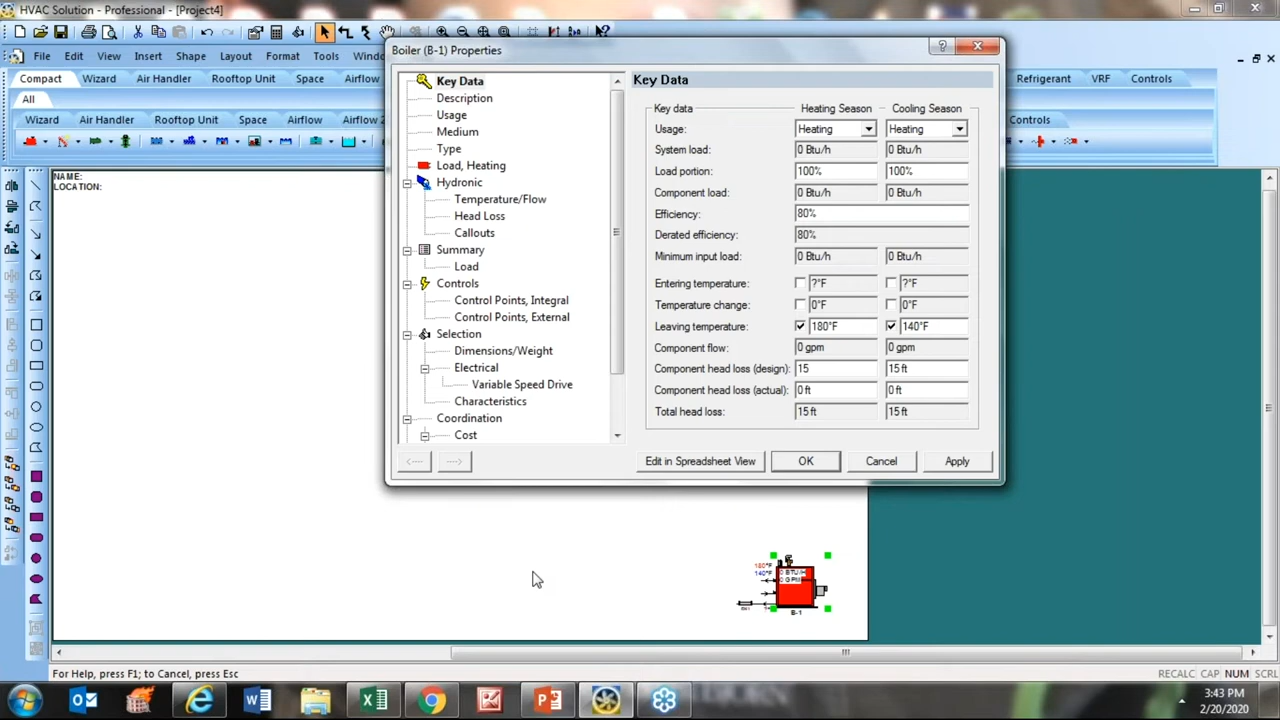 HVAC Solution - Professional - [Project4]
File Edit View Insert Shape Layout Format Tools Windo
Compact Wizard Air Handler Rooftop Unit Space Airflow
Refrigerant VRF Controls
All
Wizard Air Handler Rooftop Unit Space Airflow Airflow 2
Controls
NAME:
LOCATION:
Boiler (B-1) Properties
Key Data
Description
Usage
Medium
Type
Load, Heating
Hydronic
Temperature/Flow
Head Loss
Callouts
Summary
Load
Controls
Control Points, Integral
Control Points, External
Selection
Dimensions/Weight
Electrical
Variable Speed Drive
Characteristics
Coordination
Cost
Key Data
Key data Heating Season Cooling Season
Usage: Heating Heating
System load: 0 Btu/h 0 Btu/h
Load portion: 100% 100%
Component load: 0 Btu/h 0 Btu/h
Efficiency: 80%
Derated efficiency: 80%
Minimum input load: 0 Btu/h 0 Btu/h
Entering temperature: ?°F ?°F
Temperature change: 0°F 0°F
Leaving temperature: 180°F 140°F
Component flow: 0 gpm 0 gpm
Component head loss (design): 15 15 ft
Component head loss (actual): 0 ft 0 ft
Total head loss: 15 ft 15 ft
<---- ----> Edit in Spreadsheet View OK Cancel Apply
180°F
140°F
0 BTU/H
0 GPM
B-1
For Help, press F1; to Cancel, press Esc
RECALC CAP NUM SCRL
3:43 PM
2/20/2020